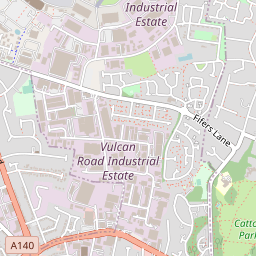 Industrial
Estate
Fifers Lane
Vulcan
Road Industrial
Estate
Catto
Park
A140